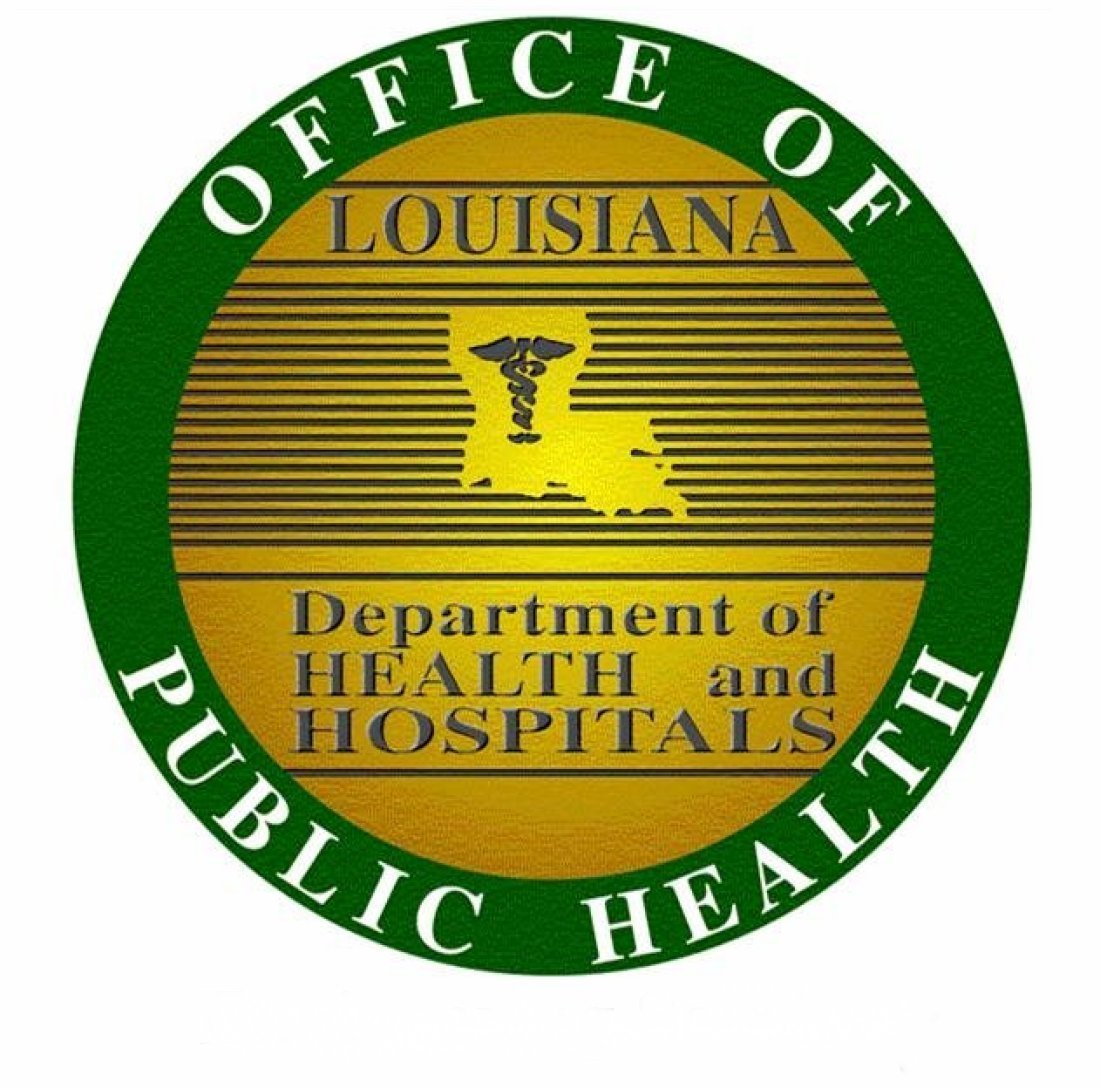 OFFICE OF
LOUISIANA
Department of
HEALTH and
HOSPITALS
PUBLIC HEALTH